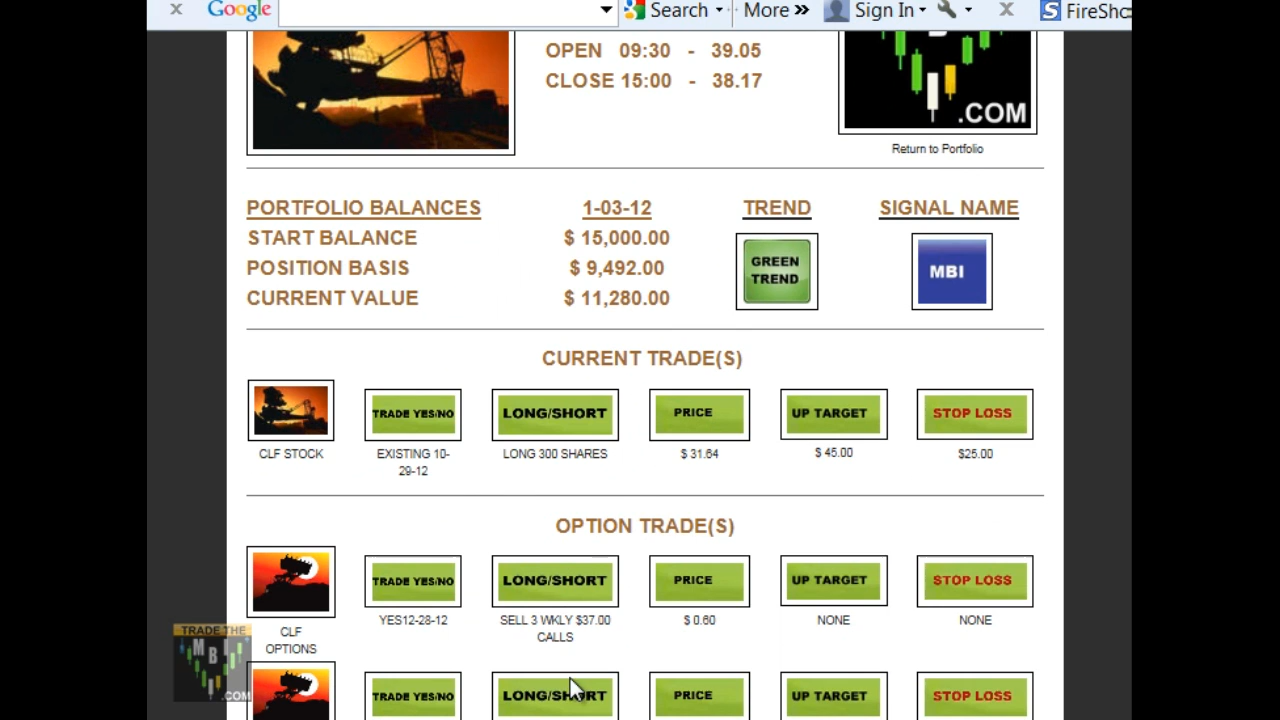 Google Search More » Sign In FireSho
OPEN 09:30 - 39.05
CLOSE 15:00 - 38.17
B
.COM
Return to Portfolio
PORTFOLIO BALANCES 1-03-12 TREND SIGNAL NAME
START BALANCE $ 15,000.00
POSITION BASIS $ 9,492.00
CURRENT VALUE $ 11,280.00
GREEN TREND
MBI
CURRENT TRADE(S)
TRADE YES/NO LONG/SHORT PRICE UP TARGET STOP LOSS
CLF STOCK EXISTING 10- LONG 300 SHARES $ 31.64 $ 45.00 $25.00
29-12
OPTION TRADE(S)
TRADE YES/NO LONG/SHORT PRICE UP TARGET STOP LOSS
YES12-28-12 SELL 3 WKLY $37.00 $ 0.60 NONE NONE
CLF CALLS
OPTIONS
TRADE THE
M B I
.COM
TRADE YES/NO LONG/SHORT PRICE UP TARGET STOP LOSS